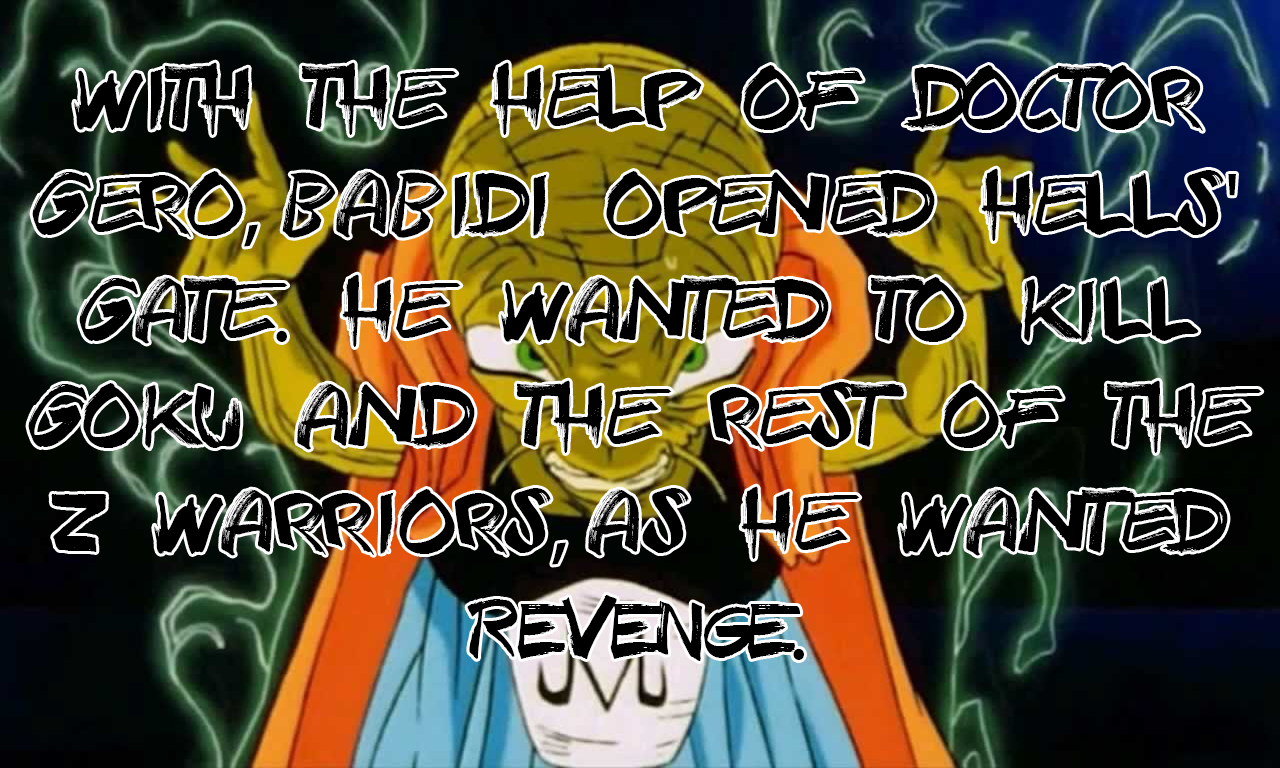 WITH THE HELP OF DOCTOR
GERO, BABIDI OPENED HELLS'
GATE. HE WANTED TO KILL
GOKU AND THE REST OF THE
Z WARRIORS, AS HE WANTED
REVENGE.
M